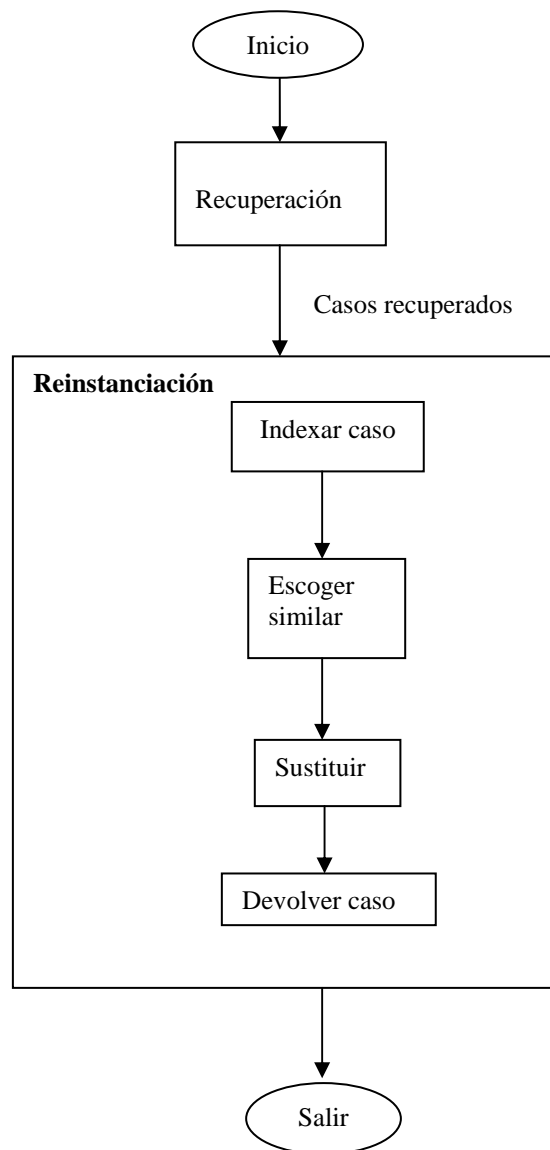 Inicio
Recuperación
Casos recuperados
Reinstanciación
Indexar caso
Escoger
similar
Sustituir
Devolver caso
Salir